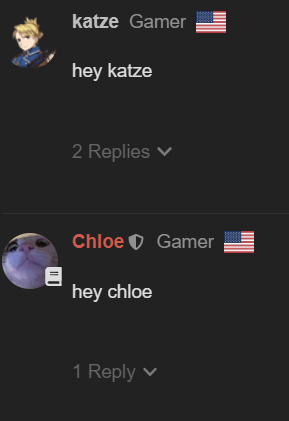 katze Gamer
hey katze
2 Replies
Chloe Gamer
hey chloe
1 Reply